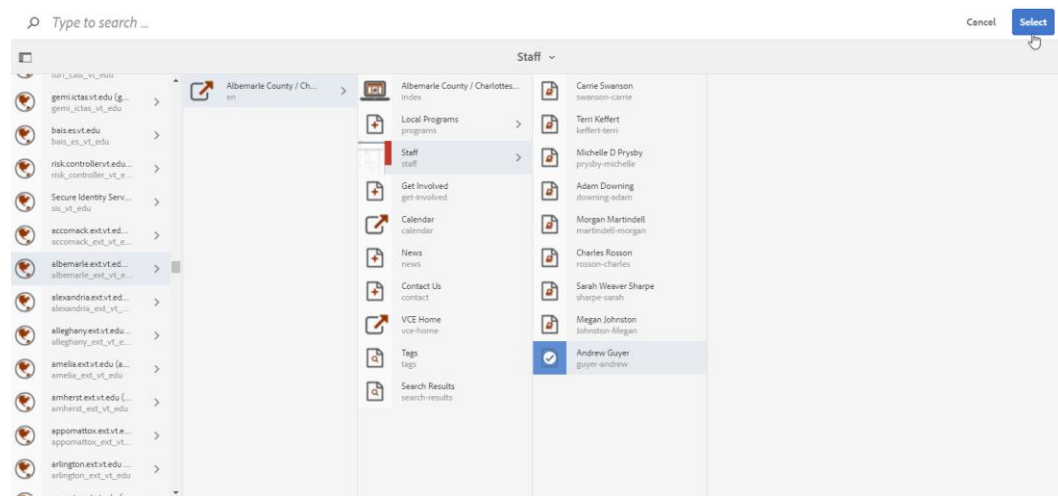 Type to search ...
Cancel
Select
Staff
gemi.ictas.vt.edu (g...
gemi_ictas_vt_edu
bais.es.vt.edu
bais_es_vt_edu
risk.controller.vt.edu...
risk_controller_vt_e...
Secure Identity Serv...
sis_vt_edu
accomack.ext.vt.ed...
accomack_ext_vt_e...
albemarle.ext.vt.ed...
albemarle_ext_vt_e...
alexandria.ext.vt.ed...
alexandria_ext_vt_...
alleghany.ext.vt.edu...
alleghany_ext_vt_e...
amelia.ext.vt.edu (a...
amelia_ext_vt_edu
amherst.ext.vt.edu (...
amherst_ext_vt_edu
appomattox.ext.vt.e...
appomattox_ext_vt...
arlington.ext.vt.edu ...
arlington_ext_vt_edu
Albemarle County / Ch...
en
Albemarle County / Charlottes...
index
Local Programs
programs
Staff
staff
Get Involved
get-involved
Calendar
calendar
News
news
Contact Us
contact
VCE Home
vce-home
Tags
tags
Search Results
search-results
Carrie Swanson
swanson-carrie
Terri Keffert
keffert-terri
Michelle D Prysby
prysby-michelle
Adam Downing
downing-adam
Morgan Martindell
martindell-morgan
Charles Rosson
rosson-charles
Sarah Weaver Sharpe
sharpe-sarah
Megan Johnston
Johnston-Megan
Andrew Guyer
guyer-andrew